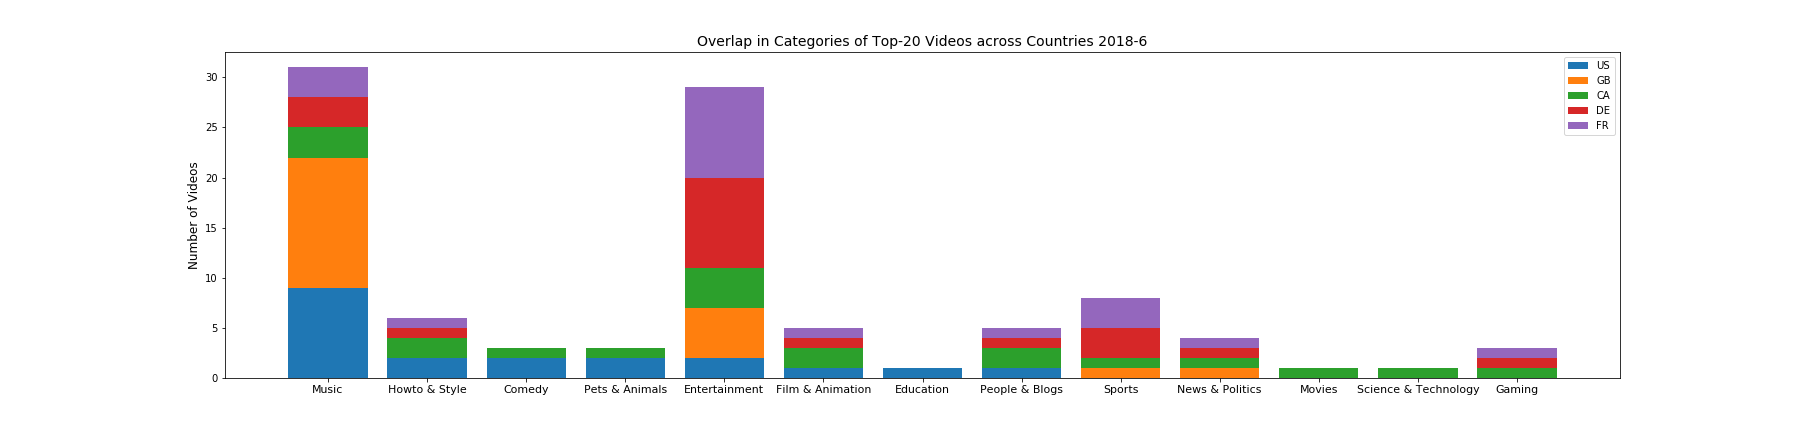 Overlap in Categories of Top-20 Videos across Countries 2018-6
US
GB
CA
DE
FR
Number of Videos
30
25
20
15
10
5
0
Music Howto & Style Comedy Pets & Animals Entertainment Film & Animation Education People & Blogs Sports News & Politics Movies Science & Technology Gaming